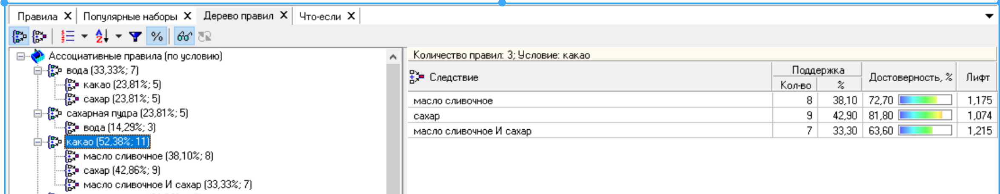 Правила X Популярные наборы X Дерево правил X Что-если X
%
Ассоциативные правила (по условию)
вода (33,33%; 7)
какао (23,81%; 5)
сахар (23,81%; 5)
сахарная пудра (23,81%; 5)
вода (14,29%; 3)
какао (52,38%; 11)
масло сливочное (38,10%; 8)
сахар (42,86%; 9)
масло сливочное И сахар (33,33%; 7)
Количество правил: 3; Условие: какао
Следствие Поддержка Достоверность, % Лифт
Кол-во %
масло сливочное 8 38,10 72,70 1,175
сахар 9 42,90 81,80 1,074
масло сливочное И сахар 7 33,30 63,60 1,215